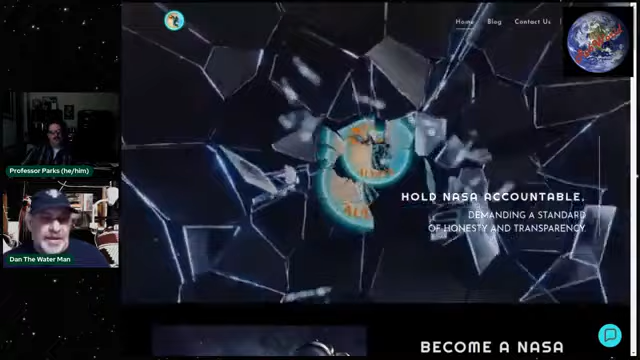 Home Blog Contact Us
Professor Parks (he/him)
Dan The Water Man
HOLD NASA ACCOUNTABLE.
DEMANDING A STANDARD
OF HONESTY AND TRANSPARENCY.
BECOME A NASA